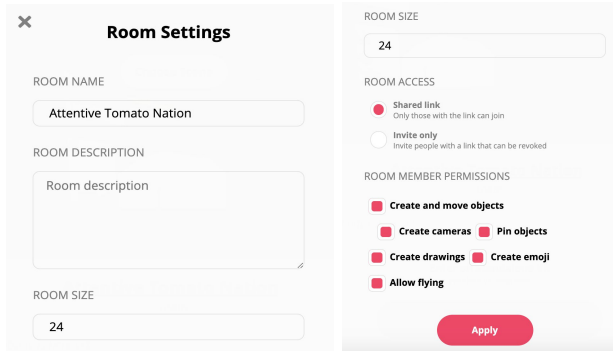 Room Settings
ROOM NAME
Attentive Tomato Nation
ROOM DESCRIPTION
Room description
ROOM SIZE
24
ROOM SIZE
24
ROOM ACCESS
Shared link
Only those with the link can join
Invite only
Invite people with a link that can be revoked
ROOM MEMBER PERMISSIONS
Create and move objects
Create cameras Pin objects
Create drawings Create emoji
Allow flying
Apply